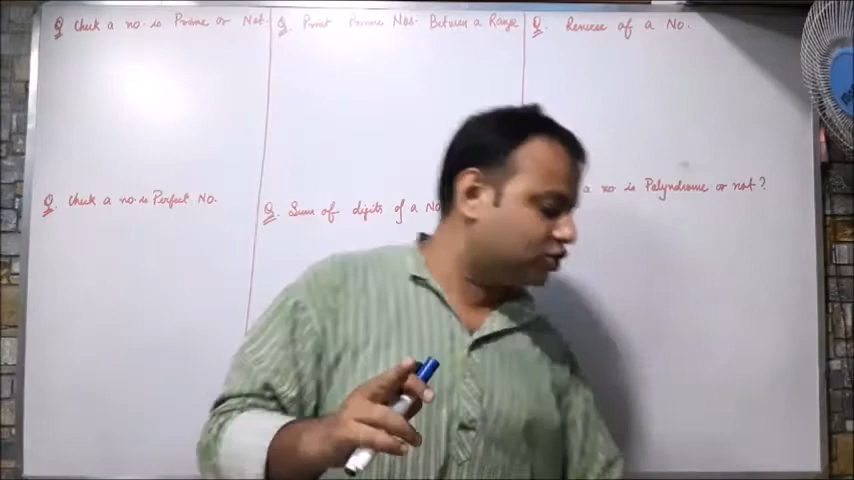 Q Check a no. is Prime or Not.
Q. Print Prime Nos. Between a Range
Q. Reverse of a No.
Q. Check a no. is Perfect No.
Q. Sum of digits of a No
a no is Palyndrome or not?